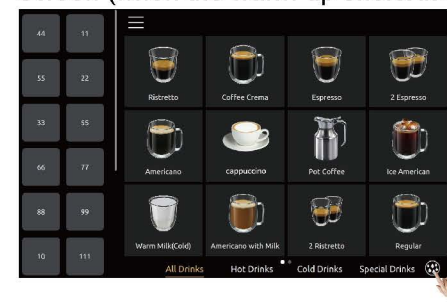 44 11
55 22
33 55
66 77
88 99
10 111
Ristretto Coffee Crema Espresso 2 Espresso
Americano cappuccino Pot Coffee Ice American
Warm Milk(Cold) Americano with Milk 2 Ristretto Regular
All Drinks Hot Drinks Cold Drinks Special Drinks